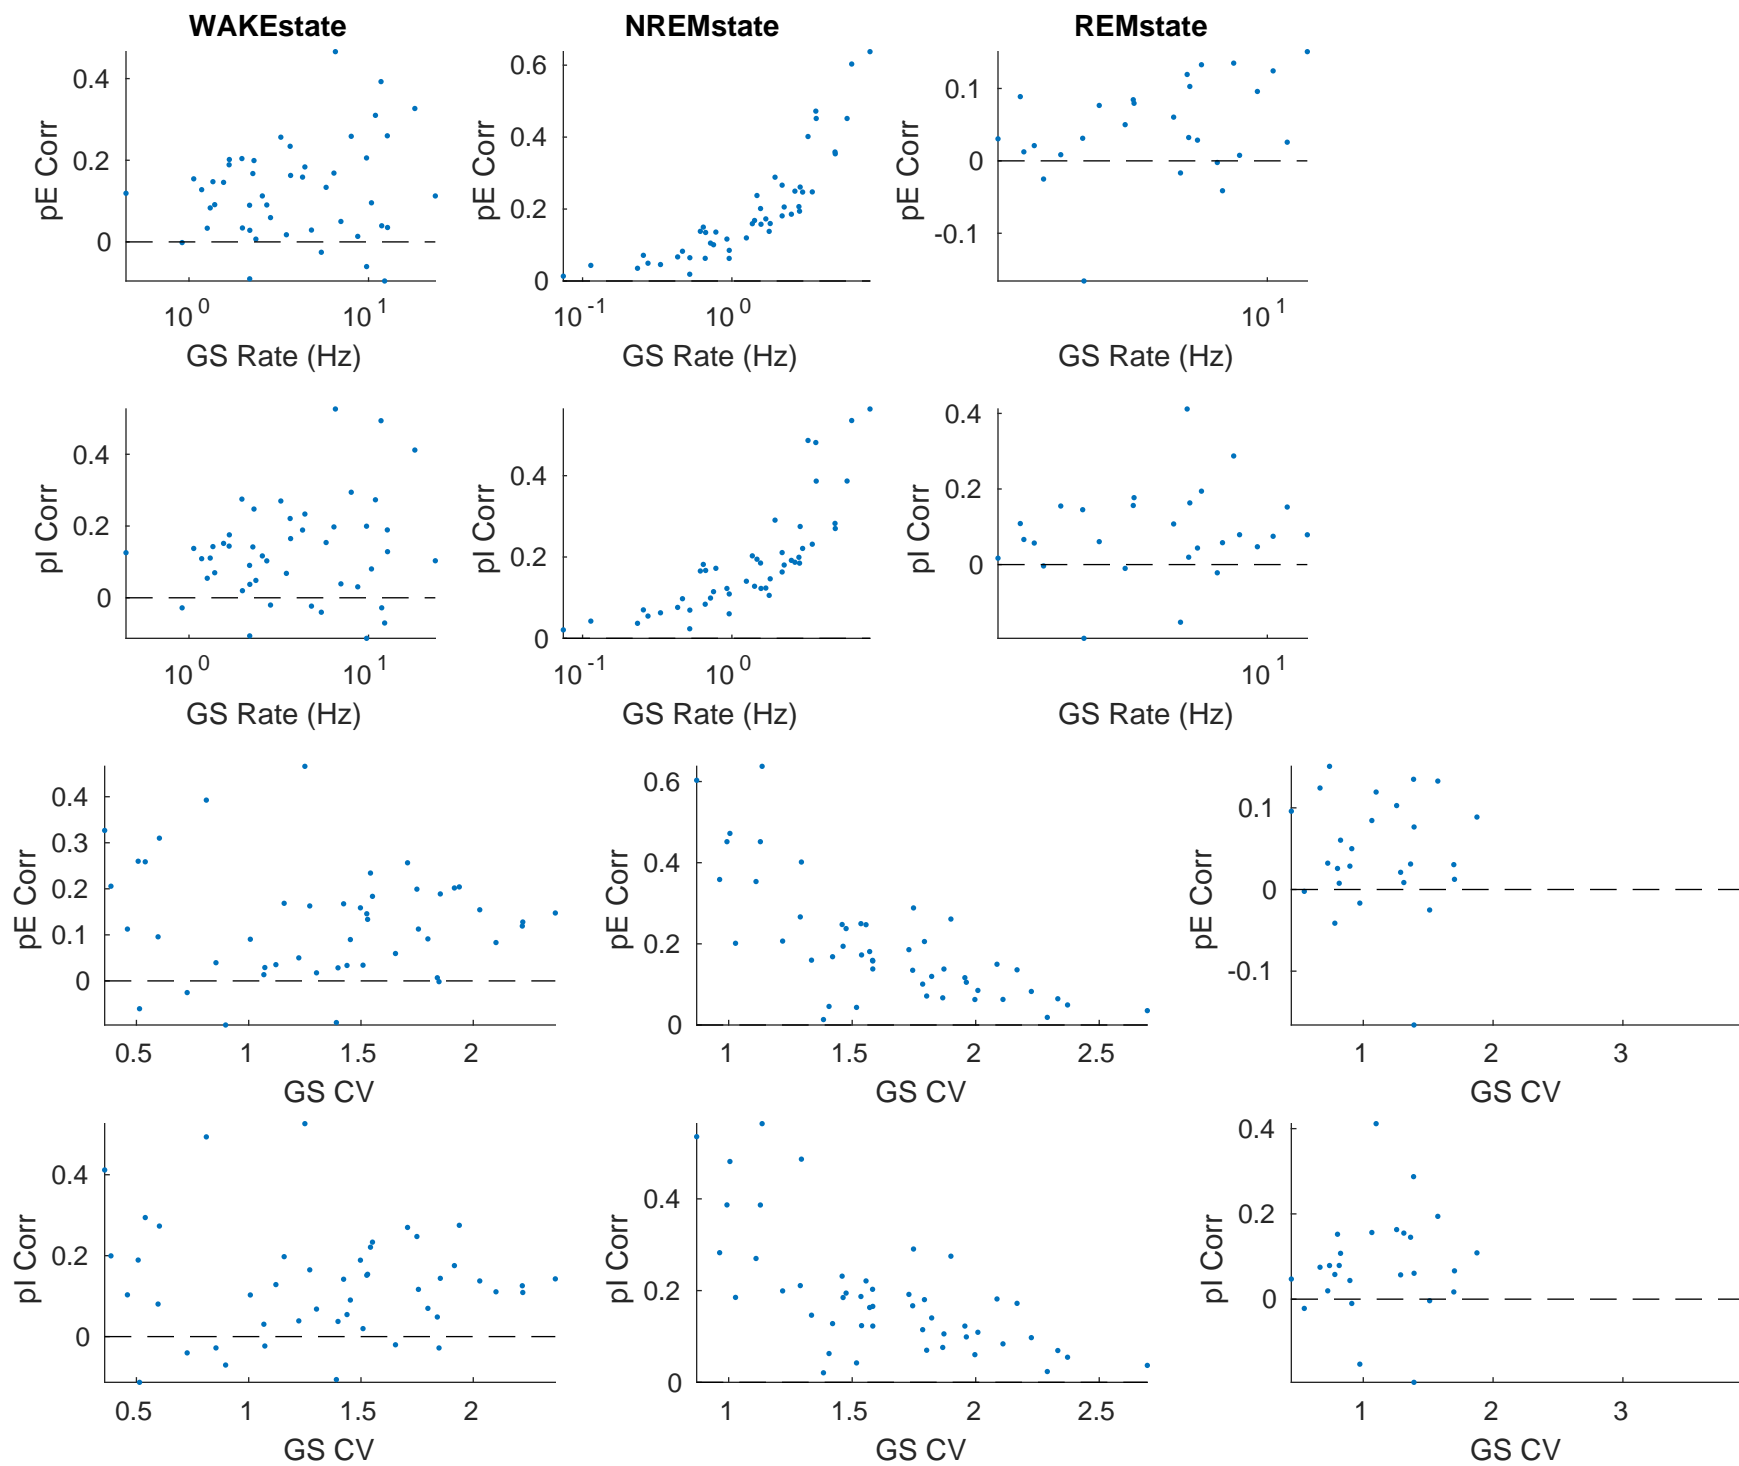 WAKEstate NREMstate REMstate
pE Corr 0.4 0.2 0
10^0 10^1
GS Rate (Hz)
pE Corr 0.6 0.4 0.2 0
10^-1 10^0
GS Rate (Hz)
pE Corr 0.1 0 -0.1
10^1
GS Rate (Hz)
pI Corr 0.4 0.2 0
10^0 10^1
GS Rate (Hz)
pI Corr 0.4 0.2 0
10^-1 10^0
GS Rate (Hz)
pI Corr 0.4 0.2 0
10^1
GS Rate (Hz)
pE Corr 0.4 0.3 0.2 0.1 0
0.5 1 1.5 2
GS CV
pE Corr 0.6 0.4 0.2 0
1 1.5 2 2.5
GS CV
pE Corr 0.1 0 -0.1
1 2 3
GS CV
pI Corr 0.4 0.2 0
0.5 1 1.5 2
GS CV
pI Corr 0.4 0.2 0
1 1.5 2 2.5
GS CV
pI Corr 0.4 0.2 0
1 2 3
GS CV